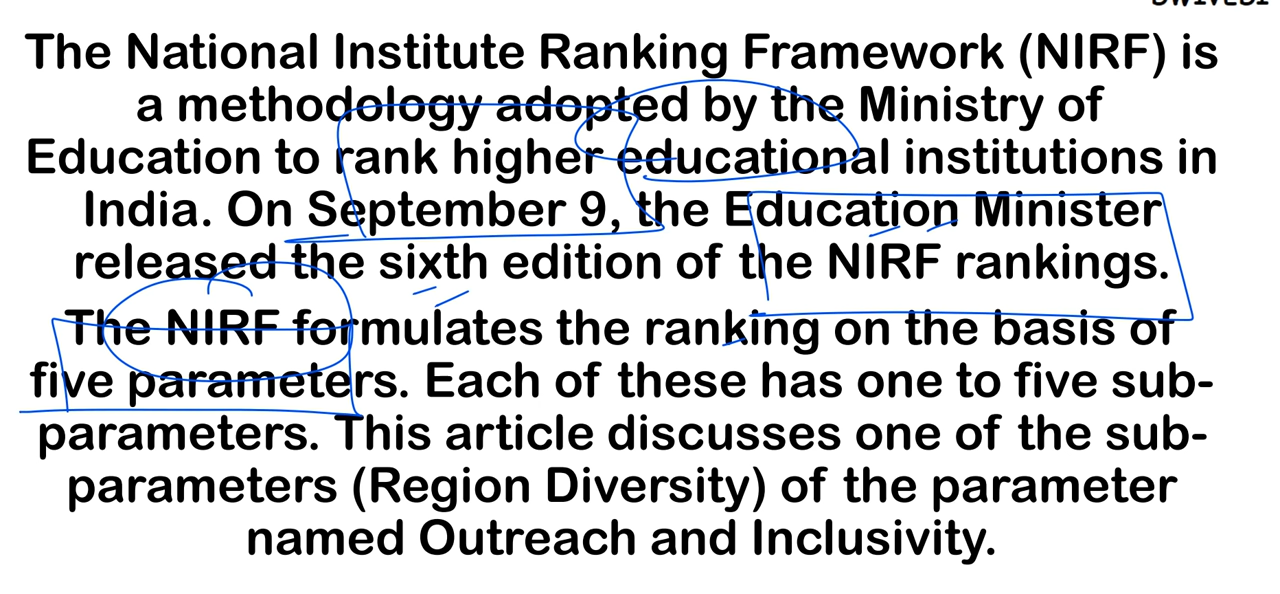 The National Institute Ranking Framework (NIRF) is
a methodology adopted by the Ministry of
Education to rank higher educational institutions in
India. On September 9, the Education Minister
released the sixth edition of the NIRF rankings.
The NIRF formulates the ranking on the basis of
five parameters. Each of these has one to five sub-
parameters. This article discusses one of the sub-
parameters (Region Diversity) of the parameter
named Outreach and Inclusivity.